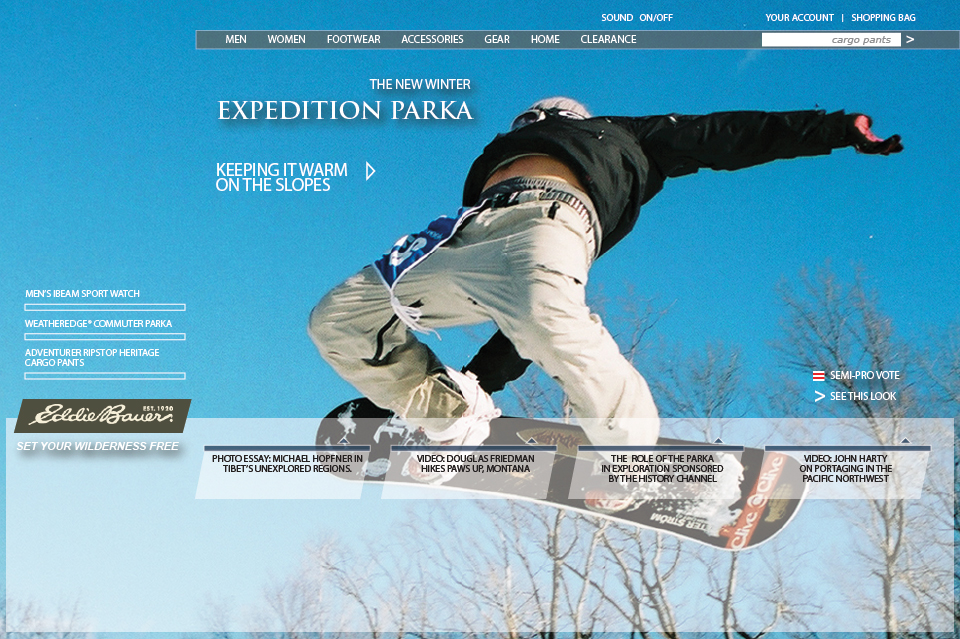 SOUND ON/OFF
YOUR ACCOUNT | SHOPPING BAG
MEN WOMEN FOOTWEAR ACCESSORIES GEAR HOME CLEARANCE
cargo pants >
THE NEW WINTER
EXPEDITION PARKA
KEEPING IT WARM
ON THE SLOPES
MEN'S IBEAM SPORT WATCH
WEATHEREDGE® COMMUTER PARKA
ADVENTURER RIPSTOP HERITAGE
CARGO PANTS
SEMI-PRO VOTE
> SEE THIS LOOK
EST. 1920
Eddie Bauer
SET YOUR WILDERNESS FREE
PHOTO ESSAY: MICHAEL HOPFNER IN
TIBET'S UNEXPLORED REGIONS.
VIDEO: DOUGLAS FRIEDMAN
HIKES PAWS UP, MONTANA
THE ROLE OF THE PARKA
IN EXPLORATION SPONSORED
BY THE HISTORY CHANNEL
VIDEO: JOHN HARTY
ON PORTAGING IN THE
PACIFIC NORTHWEST
Clive @ Clive